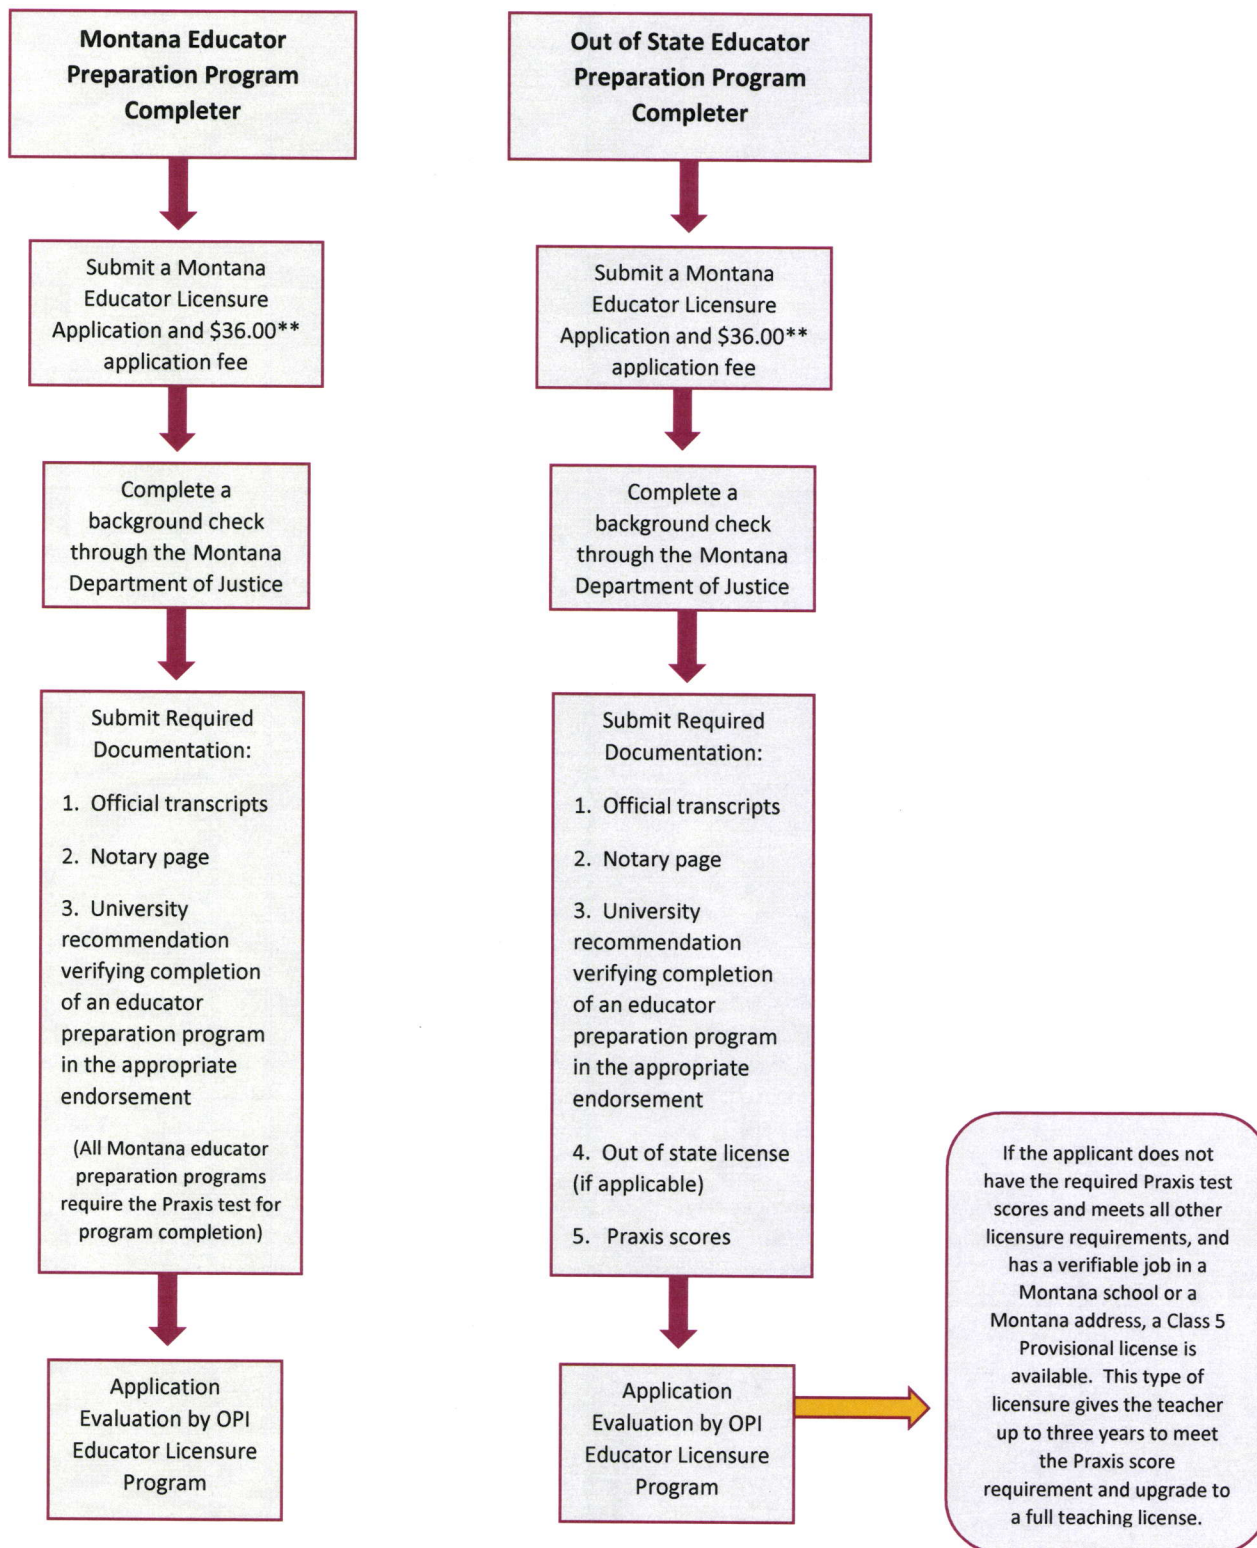 Montana Educator
Preparation Program
Completer
Submit a Montana
Educator Licensure
Application and $36.00**
application fee
Complete a
background check
through the Montana
Department of Justice
Submit Required
Documentation:
1. Official transcripts
2. Notary page
3. University
recommendation
verifying completion
of an educator
preparation program
in the appropriate
endorsement
(All Montana educator
preparation programs
require the Praxis test for
program completion)
Application
Evaluation by OPI
Educator Licensure
Program
Out of State Educator
Preparation Program
Completer
Submit a Montana
Educator Licensure
Application and $36.00**
application fee
Complete a
background check
through the Montana
Department of Justice
Submit Required
Documentation:
1. Official transcripts
2. Notary page
3. University
recommendation
verifying completion
of an educator
preparation program
in the appropriate
endorsement
4. Out of state license
(if applicable)
5. Praxis scores
Application
Evaluation by OPI
Educator Licensure
Program
If the applicant does not
have the required Praxis test
scores and meets all other
licensure requirements, and
has a verifiable job in a
Montana school or a
Montana address, a Class 5
Provisional license is
available. This type of
licensure gives the teacher
up to three years to meet
the Praxis score
requirement and upgrade to
a full teaching license.